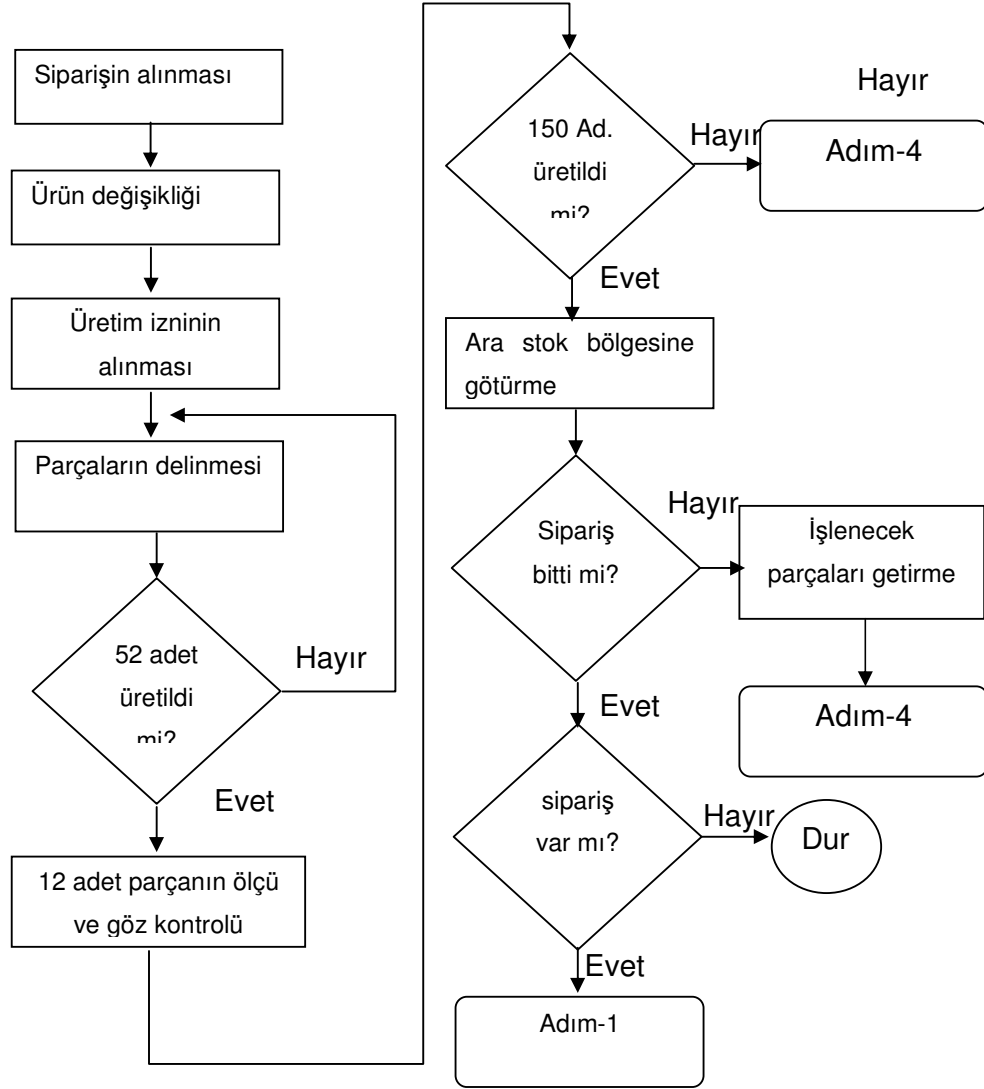 Siparişin alınması
Ürün değişikliği
Üretim izninin
alınması
Parçaların delinmesi
52 adet
üretildi
mi?
Hayır
Evet
12 adet parçanın ölçü
ve göz kontrolü
150 Ad.
üretildi
mi?
Hayır
Hayır
Adım-4
Evet
Ara stok bölgesine
götürme
Sipariş
bitti mi?
Hayır
İşlenecek
parçaları getirme
Adım-4
Evet
sipariş
var mı?
Hayır
Dur
Evet
Adım-1